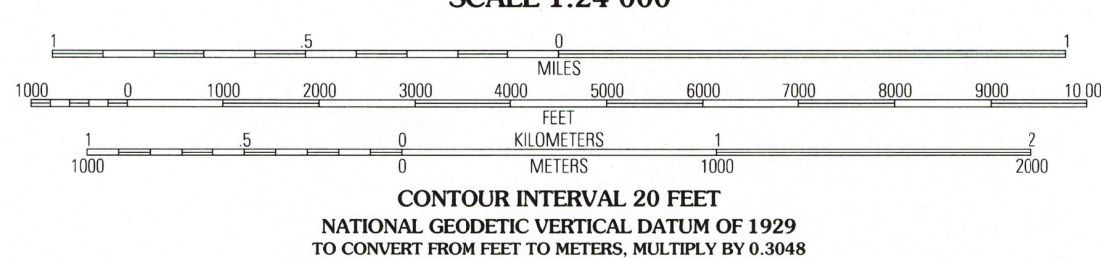 SCALE 1:24 000
1 .5 0 1
MILES
1000 0 1000 2000 3000 4000 5000 6000 7000 8000 9000 10 00
FEET
1 .5 0 KILOMETERS 1 2
1000 0 METERS 1000 2000
CONTOUR INTERVAL 20 FEET
NATIONAL GEODETIC VERTICAL DATUM OF 1929
TO CONVERT FROM FEET TO METERS, MULTIPLY BY 0.3048